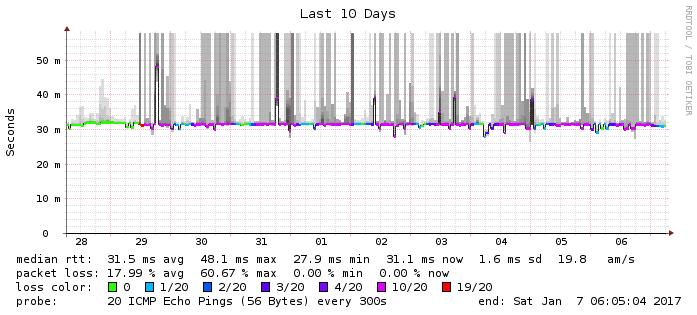 Last 10 Days
RRDTOOL / TOBI OETIKER
Seconds
50 m
40 m
30 m
20 m
10 m
0
28 29 30 31 01 02 03 04 05 06
median rtt: 31.5 ms avg 48.1 ms max 27.9 ms min 31.1 ms now 1.6 ms sd 19.8 am/s
packet loss: 17.99 % avg 60.67 % max 0.00 % min 0.00 % now
loss color: 0 1/20 2/20 3/20 4/20 10/20 19/20
probe: 20 ICMP Echo Pings (56 Bytes) every 300s end: Sat Jan 7 06:05:04 2017